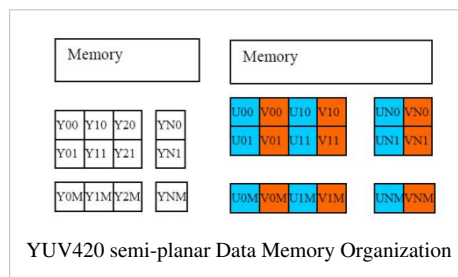 Memory Memory
Y00 Y10 Y20 YN0 U00 V00 U10 V10 UN0 VN0
Y01 Y11 Y21 YN1 U01 V01 U11 V11 UN1 VN1
Y0M Y1M Y2M YNM U0M V0M U1M V1M UNM VNM
YUV420 semi-planar Data Memory Organization